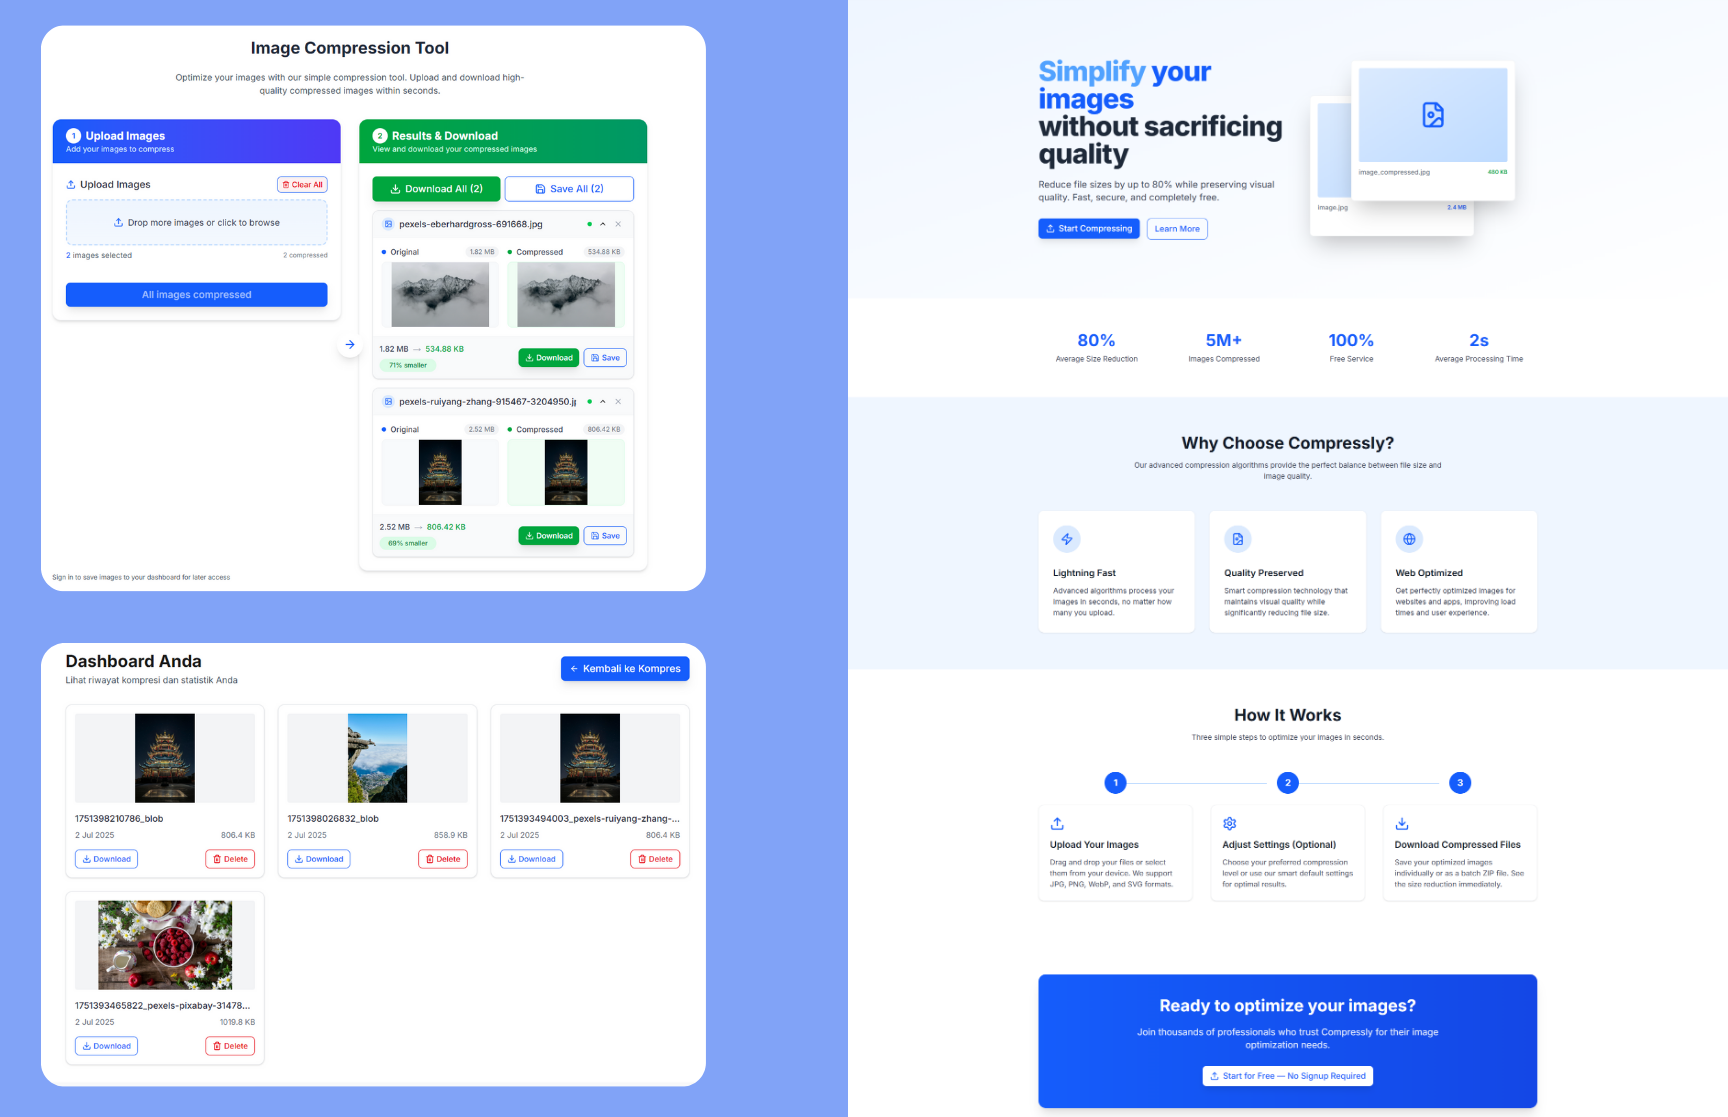 Image Compression Tool
Optimize your images with our simple compression tool. Upload and download high-
quality compressed images within seconds.
1 Upload Images
Add your images to compress
Upload Images
Clear All
Drop more images or click to browse
2 images selected
2 compressed
All images compressed
2 Results & Download
View and download your compressed images
Download All (2)
Save All (2)
pexels-eberhardgross-691668.jpg
Original 1.82 MB
Compressed 534.88 KB
1.82 MB → 534.88 KB
71% smaller
Download
Save
pexels-ruiyang-zhang-915467-3204950.jp
Original 2.52 MB
Compressed 806.42 KB
2.52 MB → 806.42 KB
69% smaller
Download
Save
Sign in to save images to your dashboard for later access
Dashboard Anda
Lihat riwayat kompresi dan statistik Anda
← Kembali ke Kompres
1751398210786_blob
2 Jul 2025 806.4 KB
Download
Delete
1751398026832_blob
2 Jul 2025 858.9 KB
Download
Delete
1751393494003_pexels-ruiyang-zhang-...
2 Jul 2025 806.4 KB
Download
Delete
1751393465822_pexels-pixabay-31478...
2 Jul 2025 1019.8 KB
Download
Delete
Simplify your
images
without sacrificing
quality
Reduce file sizes by up to 80% while preserving visual
quality. Fast, secure, and completely free.
Start Compressing
Learn More
image_compressed.jpg 480 KB
image.jpg 2.4 MB
80%
Average Size Reduction
5M+
Images Compressed
100%
Free Service
2s
Average Processing Time
Why Choose Compressly?
Our advanced compression algorithms provide the perfect balance between file size and
image quality.
Lightning Fast
Advanced algorithms process your
images in seconds, no matter how
many you upload.
Quality Preserved
Smart compression technology that
maintains visual quality while
significantly reducing file size.
Web Optimized
Get perfectly optimized images for
websites and apps, improving load
times and user experience.
How It Works
Three simple steps to optimize your images in seconds.
1
2
3
Upload Your Images
Drag and drop your files or select
them from your device. We support
JPG, PNG, WebP, and SVG formats.
Adjust Settings (Optional)
Choose your preferred compression
level or use our smart default settings
for optimal results.
Download Compressed Files
Save your optimized images
individually or as a batch ZIP file. See
the size reduction immediately.
Ready to optimize your images?
Join thousands of professionals who trust Compressly for their image
optimization needs.
Start for Free — No Signup Required